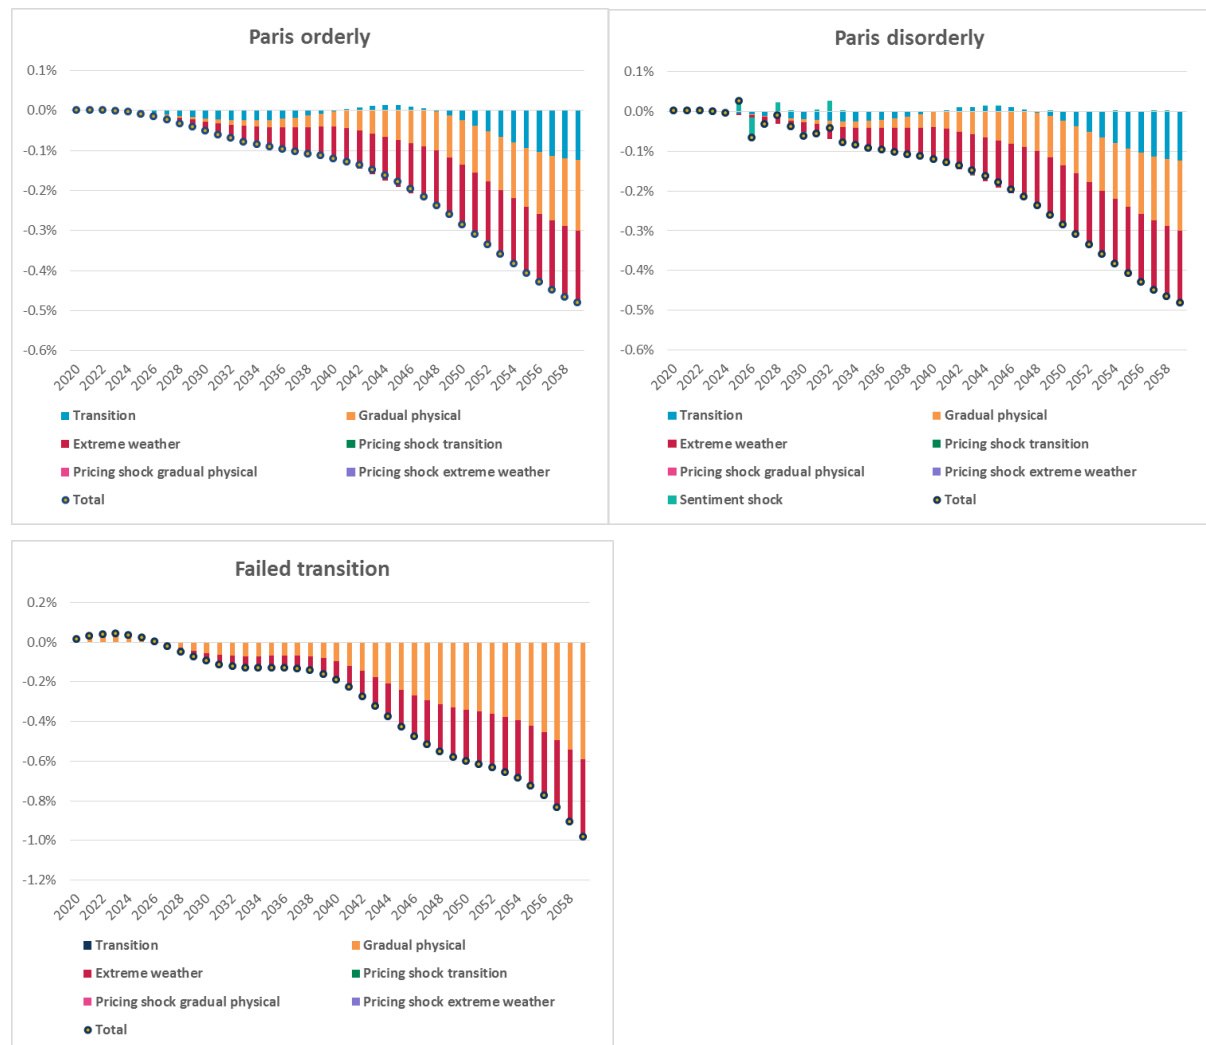 Paris orderly
0.1%
0.0%
-0.1%
-0.2%
-0.3%
-0.4%
-0.5%
-0.6%
2020 2022 2024 2026 2028 2030 2032 2034 2036 2038 2040 2042 2044 2046 2048 2050 2052 2054 2056 2058
Transition Gradual physical
Extreme weather Pricing shock transition
Pricing shock gradual physical Pricing shock extreme weather
Total
Paris disorderly
0.1%
0.0%
-0.1%
-0.2%
-0.3%
-0.4%
-0.5%
-0.6%
2020 2022 2024 2026 2028 2030 2032 2034 2036 2038 2040 2042 2044 2046 2048 2050 2052 2054 2056 2058
Transition Gradual physical
Extreme weather Pricing shock transition
Pricing shock gradual physical Pricing shock extreme weather
Sentiment shock Total
Failed transition
0.2%
0.0%
-0.2%
-0.4%
-0.6%
-0.8%
-1.0%
-1.2%
2020 2022 2024 2026 2028 2030 2032 2034 2036 2038 2040 2042 2044 2046 2048 2050 2052 2054 2056 2058
Transition Gradual physical
Extreme weather Pricing shock transition
Pricing shock gradual physical Pricing shock extreme weather
Total